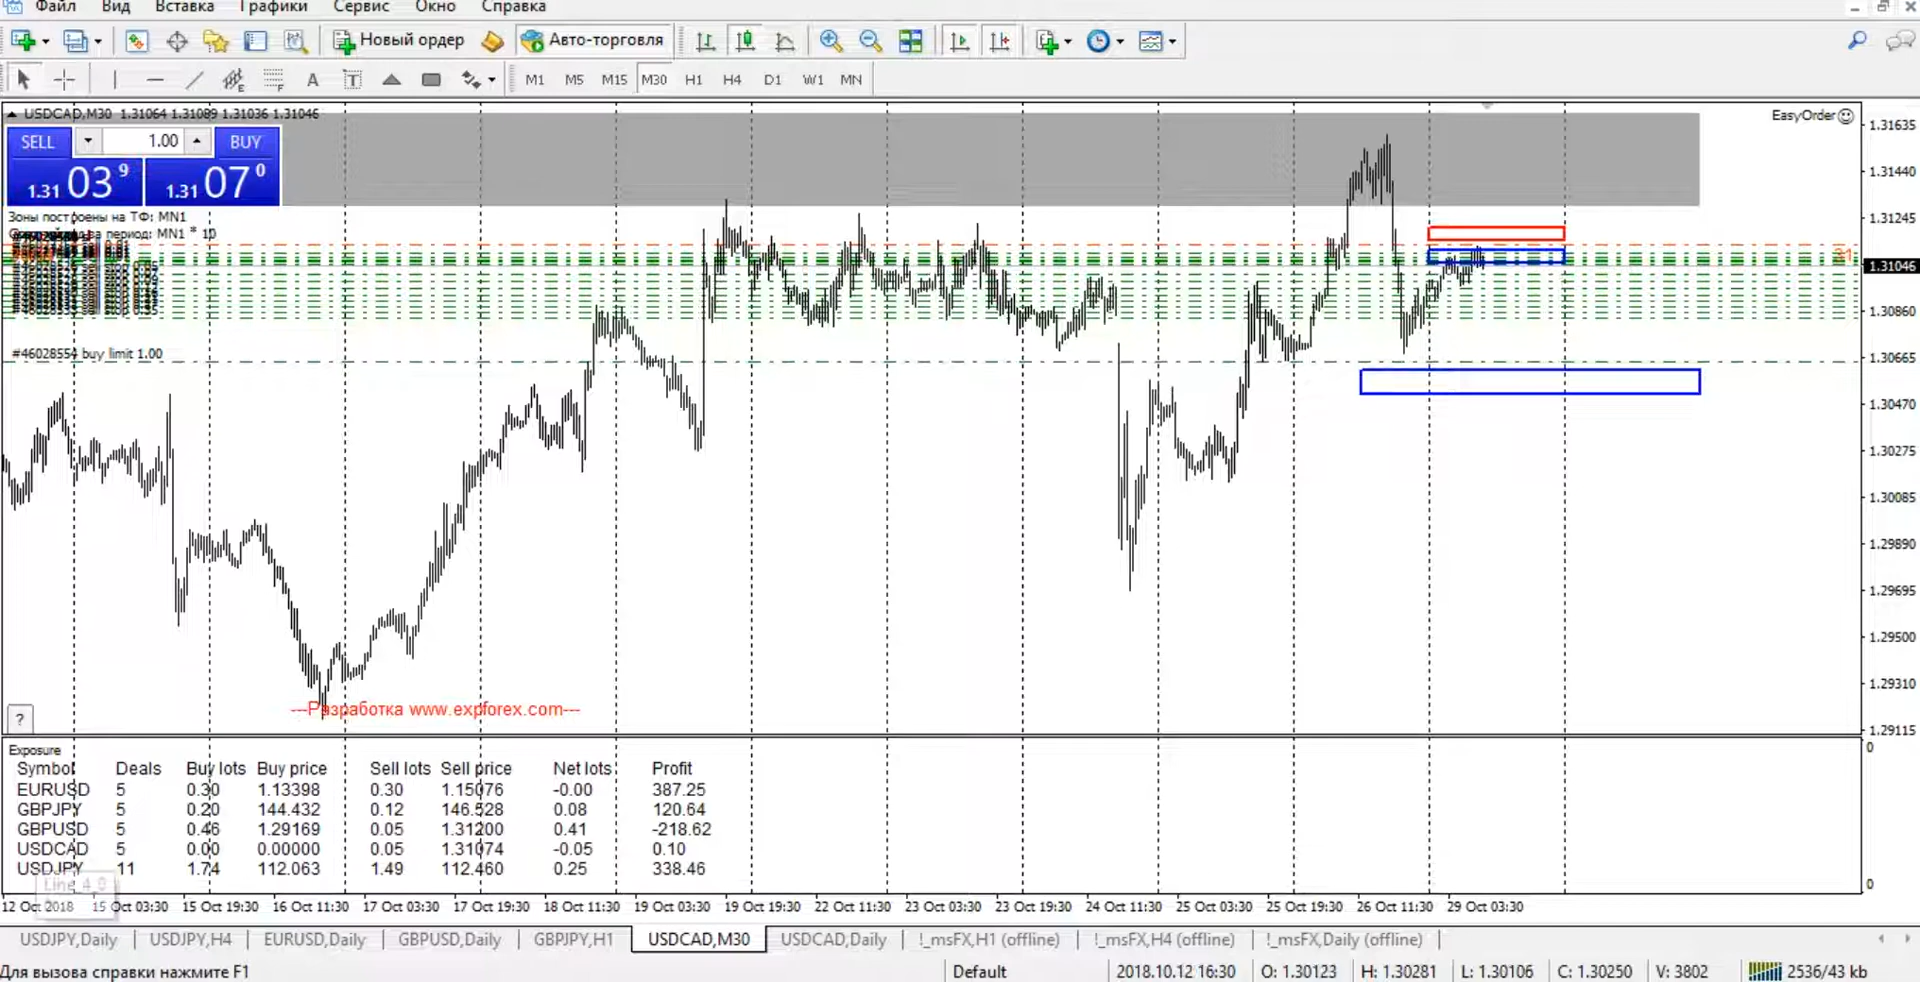 Файл Вид Вставка Графики Сервис Окно Справка
Новый ордер Авто-торговля
A T E F M1 M5 M15 M30 H1 H4 D1 W1 MN
USDCAD,M30 1.31064 1.31089 1.31036 1.31046
EasyOrder
SELL 1.00 BUY
1.31 03 9 1.31 07 0
Зоны построены на ТФ: MN1
за период: MN1 * 10
#46028554 buy limit 1.00
1.31635
1.31440
1.31245
1.31046
1.30860
1.30665
1.30470
1.30275
1.30085
1.29890
1.29695
1.29500
1.29310
1.29115
---Разработка www.expforex.com---
?
Exposure
0
Symbol Deals Buy lots Buy price Sell lots Sell price Net lots Profit
EURUSD 5 0.30 1.13398 0.30 1.15076 -0.00 387.25
GBPJPY 5 0.20 144.432 0.12 146.528 0.08 120.64
GBPUSD 5 0.46 1.29169 0.05 1.31200 0.41 -218.62
USDCAD 5 0.00 0.00000 0.05 1.31074 -0.05 0.10
USDJPY 11 1.74 112.063 1.49 112.460 0.25 338.46
Line_4_0
0
12 Oct 2018 15 Oct 03:30 15 Oct 19:30 16 Oct 11:30 17 Oct 03:30 17 Oct 19:30 18 Oct 11:30 19 Oct 03:30 19 Oct 19:30 22 Oct 11:30 23 Oct 03:30 23 Oct 19:30 24 Oct 11:30 25 Oct 03:30 25 Oct 19:30 26 Oct 11:30 29 Oct 03:30
USDJPY,Daily USDJPY,H4 EURUSD,Daily GBPUSD,Daily GBPJPY,H1 USDCAD,M30 USDCAD,Daily !_msFX,H1 (offline) !_msFX,H4 (offline) !_msFX,Daily (offline)
Для вызова справки нажмите F1 Default 2018.10.12 16:30 O: 1.30123 H: 1.30281 L: 1.30106 C: 1.30250 V: 3802 2536/43 kb